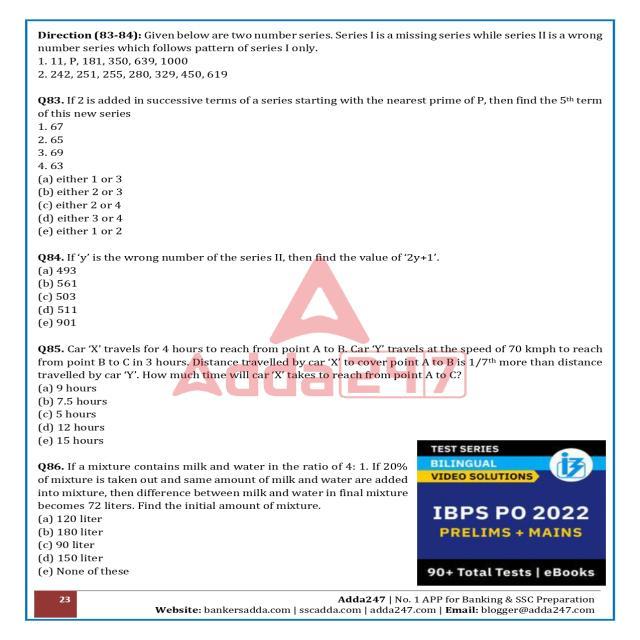 Direction (83-84): Given below are two number series. Series I is a missing series while series II is a wrong
number series which follows pattern of series I only.
1. 11, P, 181, 350, 639, 1000
2. 242, 251, 255, 280, 329, 450, 619
Q83. If 2 is added in successive terms of a series starting with the nearest prime of P, then find the 5th term
of this new series
1. 67
2. 65
3. 69
4. 63
(a) either 1 or 3
(b) either 2 or 3
(c) either 2 or 4
(d) either 3 or 4
(e) either 1 or 2
Q84. If 'y' is the wrong number of the series II, then find the value of '2y+1'.
(a) 493
(b) 561
(c) 503
(d) 511
(e) 901
Q85. Car 'X' travels for 4 hours to reach from point A to B. Car 'Y' travels at the speed of 70 kmph to reach
from point B to C in 3 hours. Distance travelled by car 'X' to cover point A to B is 1/7th more than distance
travelled by car 'Y'. How much time will car 'X' takes to reach from point A to C?
(a) 9 hours
(b) 7.5 hours
(c) 5 hours
(d) 12 hours
(e) 15 hours
Adda247
Q86. If a mixture contains milk and water in the ratio of 4: 1. If 20%
of mixture is taken out and same amount of milk and water are added
into mixture, then difference between milk and water in final mixture
becomes 72 liters. Find the initial amount of mixture.
(a) 120 liter
(b) 180 liter
(c) 90 liter
(d) 150 liter
(e) None of these
TEST SERIES
BILINGUAL
VIDEO SOLUTIONS
IBPS PO 2022
PRELIMS + MAINS
90+ Total Tests | eBooks
23
Adda247 | No. 1 APP for Banking & SSC Preparation
Website: bankersadda.com | sscadda.com | adda247.com | Email: blogger@adda247.com